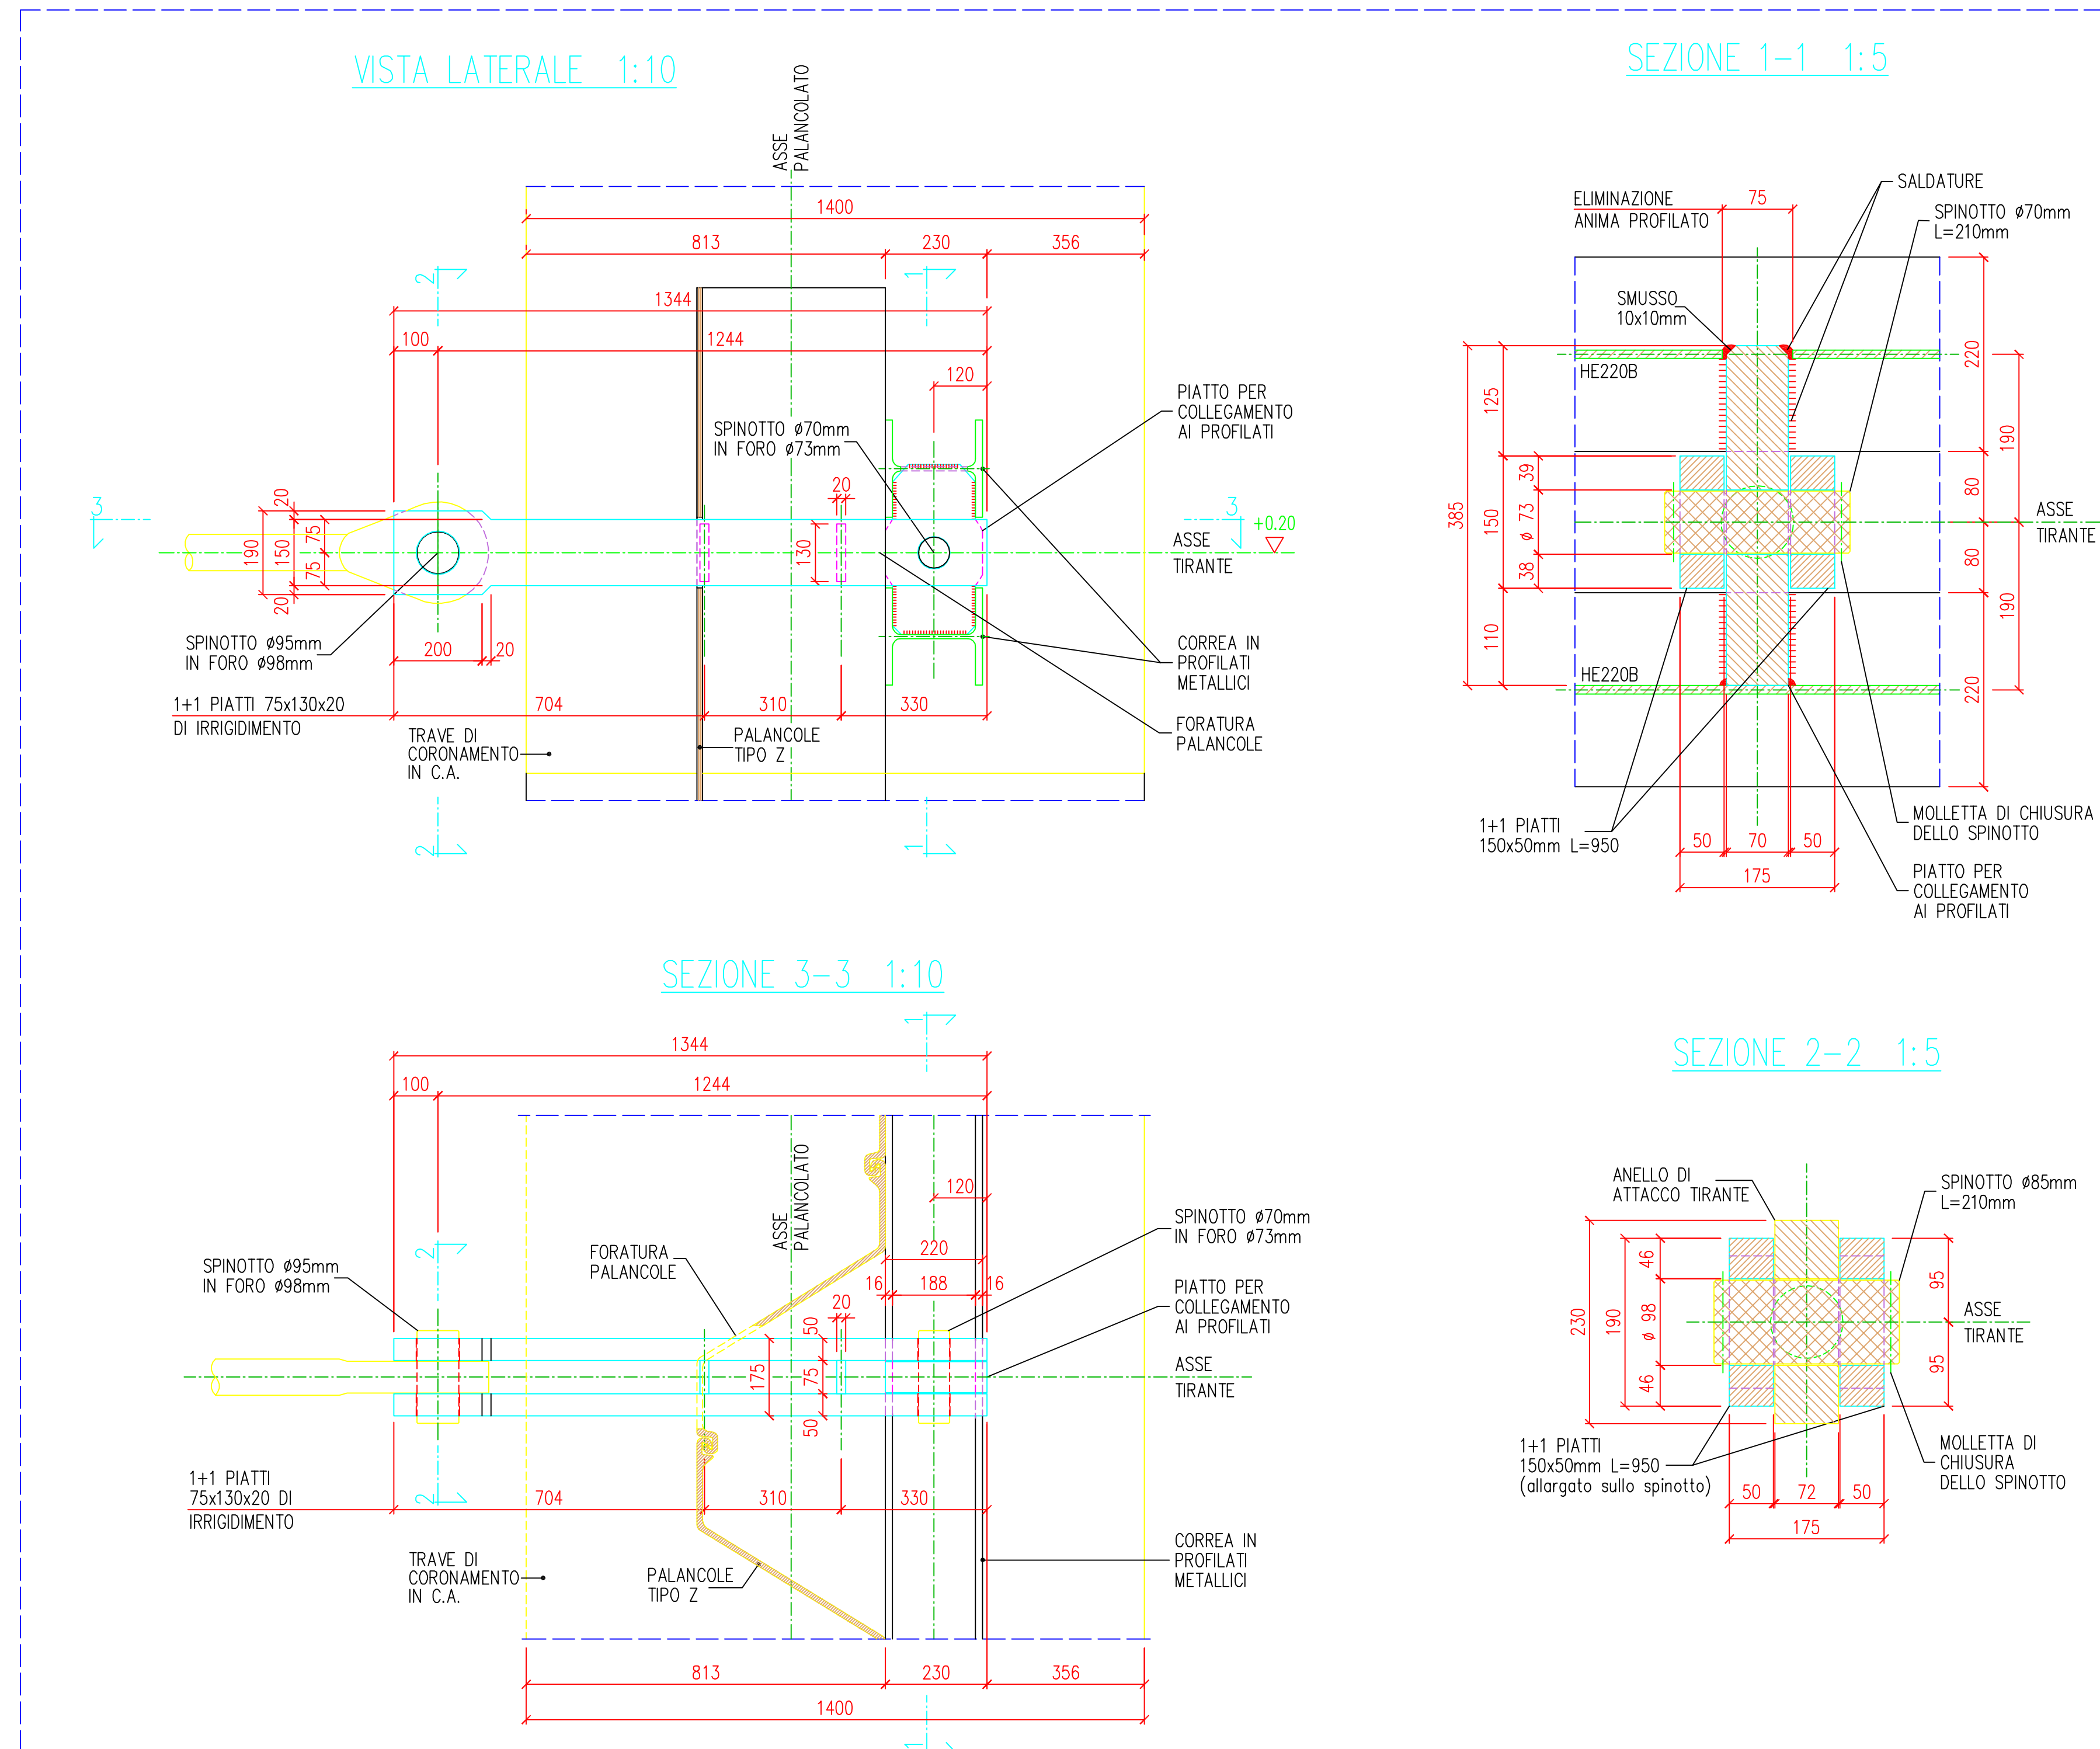 VISTA LATERALE 1:10
ASSE
PALANCOLATO
1400
813
230
356
2
1
1344
100
1244
120
PIATTO PER
COLLEGAMENTO
AI PROFILATI
SPINOTTO ø70mm
IN FORO ø73mm
20
3
3
+0.20
190
20
150
75
75
20
130
ASSE
TIRANTE
SPINOTTO ø95mm
IN FORO ø98mm
200
20
CORREA IN
PROFILATI
METALLICI
1+1 PIATTI 75x130x20
DI IRRIGIDIMENTO
704
310
330
TRAVE DI
CORONAMENTO
IN C.A.
PALANCOLE
TIPO Z
FORATURA
PALANCOLE
2
1
SEZIONE 1-1 1:5
SALDATURE
ELIMINAZIONE
ANIMA PROFILATO
75
SPINOTTO ø70mm
L=210mm
SMUSSO
10x10mm
HE220B
220
125
190
39
80
385
150
ø 73
ASSE
TIRANTE
38
80
190
110
HE220B
220
1+1 PIATTI
150x50mm L=950
50
70
50
175
MOLLETTA DI CHIUSURA
DELLO SPINOTTO
PIATTO PER
COLLEGAMENTO
AI PROFILATI
SEZIONE 3-3 1:10
1
1344
100
1244
ASSE
PALANCOLATO
120
SPINOTTO ø70mm
IN FORO ø73mm
2
FORATURA
PALANCOLE
220
SPINOTTO ø95mm
IN FORO ø98mm
16
188
16
20
PIATTO PER
COLLEGAMENTO
AI PROFILATI
50
175
75
50
ASSE
TIRANTE
1+1 PIATTI
75x130x20 DI
IRRIGIDIMENTO
2
704
310
330
TRAVE DI
CORONAMENTO
IN C.A.
PALANCOLE
TIPO Z
CORREA IN
PROFILATI
METALLICI
813
230
356
1400
1
SEZIONE 2-2 1:5
ANELLO DI
ATTACCO TIRANTE
SPINOTTO ø85mm
L=210mm
46
95
230
190
ø 98
ASSE
TIRANTE
46
95
1+1 PIATTI
150x50mm L=950
(allargato sullo spinotto)
50
72
50
175
MOLLETTA DI
CHIUSURA
DELLO SPINOTTO